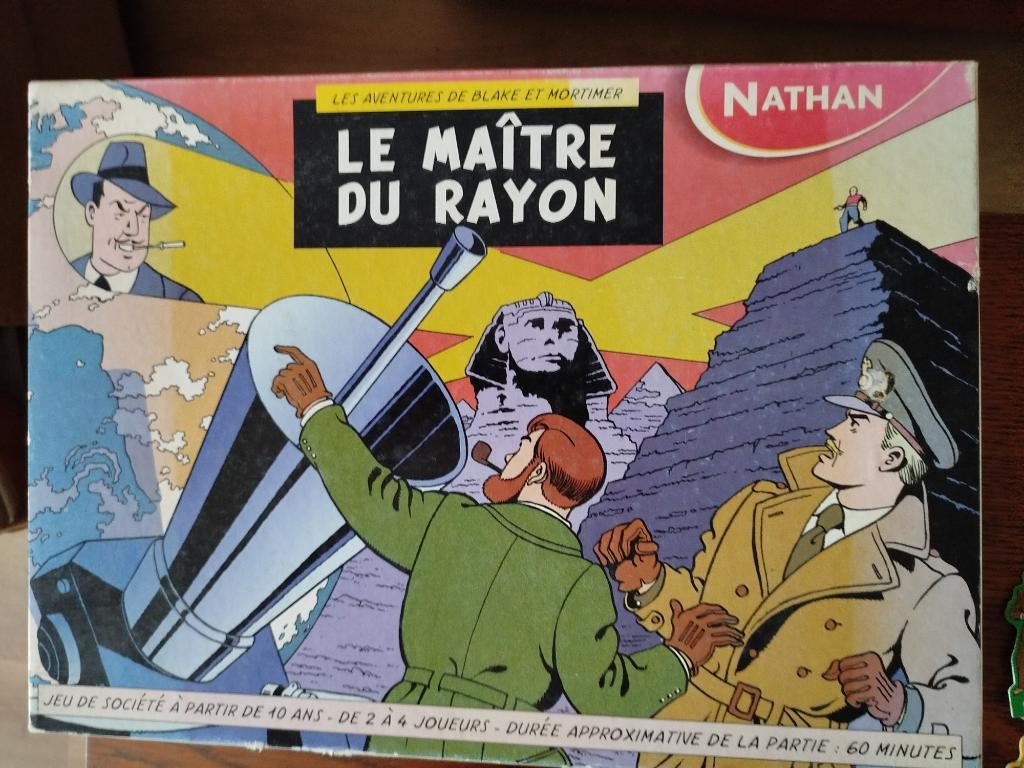 LES AVENTURES DE BLAKE ET MORTIMER
LE MAÎTRE
DU RAYON
NATHAN
JEU DE SOCIÉTÉ À PARTIR DE 10 ANS - DE 2 À 4 JOUEURS - DURÉE APPROXIMATIVE DE LA PARTIE : 60 MINUTES